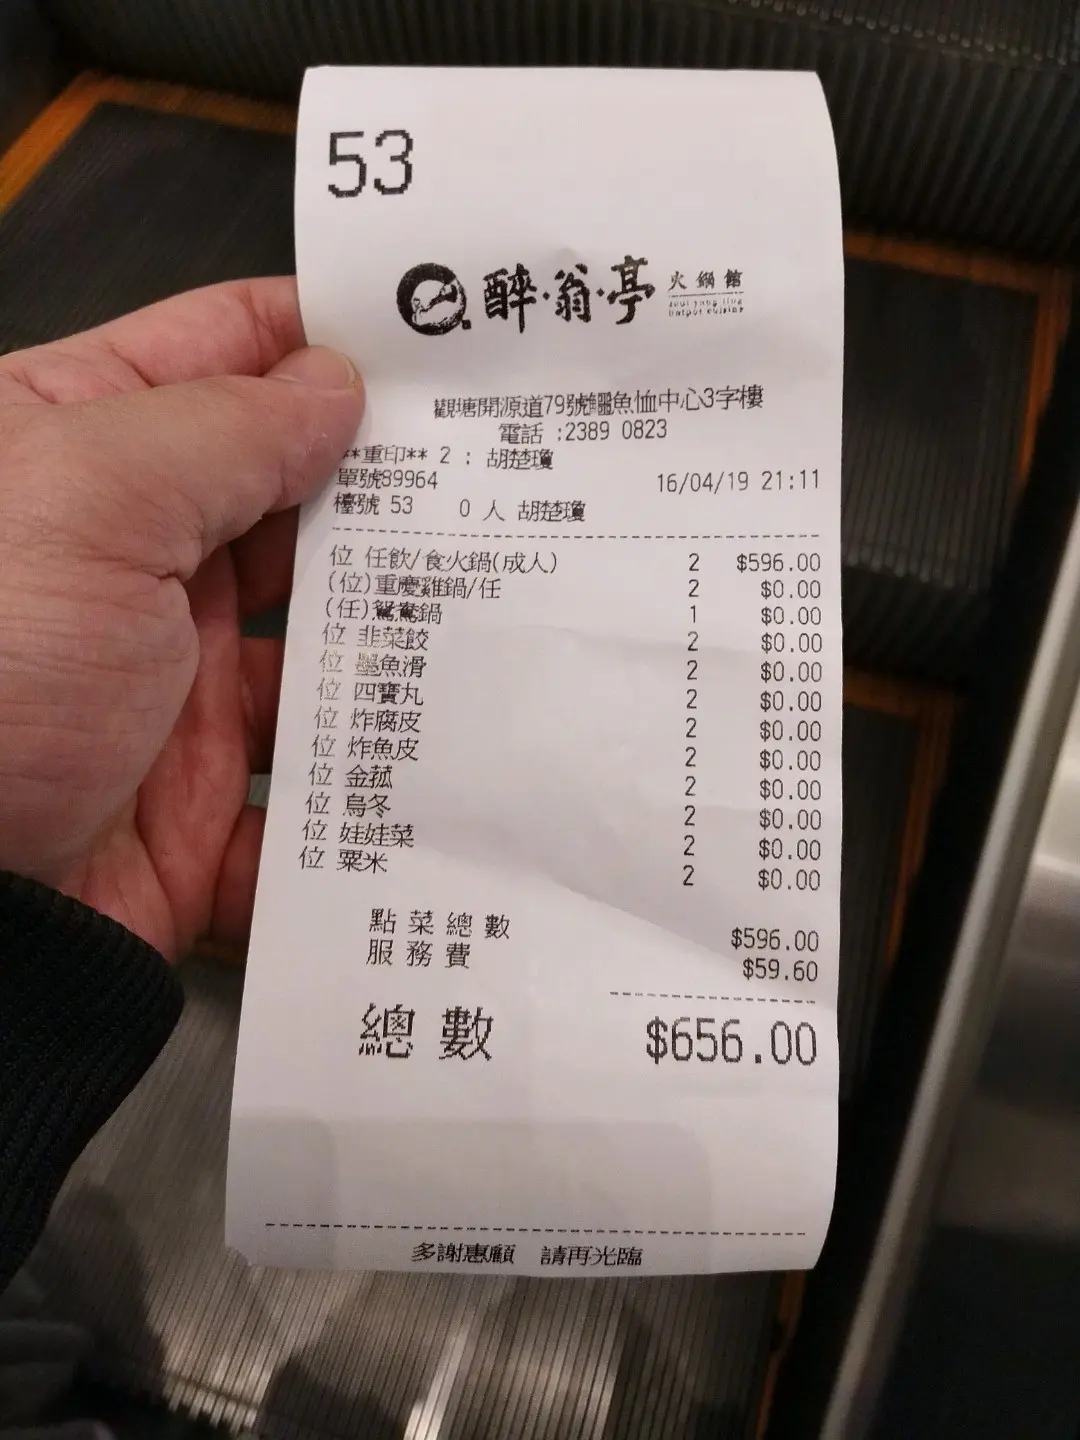 53
醉·翁·亭 火鍋館
zuui yung ting
hotpot cuisine
觀塘開源道79號鱷魚恤中心3字樓
電話 :2389 0823
**重印** 2 : 胡楚瓊
單號89964 16/04/19 21:11
檯號 53 0 人 胡楚瓊
位 任飲/食火鍋(成人) 2 $596.00
(位)重慶雞鍋/任 2 $0.00
(任)鴛鴦鍋 1 $0.00
位 韭菜餃 2 $0.00
位 墨魚滑 2 $0.00
位 四寶丸 2 $0.00
位 炸腐皮 2 $0.00
位 炸魚皮 2 $0.00
位 金菰 2 $0.00
位 烏冬 2 $0.00
位 娃娃菜 2 $0.00
位 粟米 2 $0.00
點菜總數 $596.00
服務費 $59.60
總數 $656.00
多謝惠顧 請再光臨